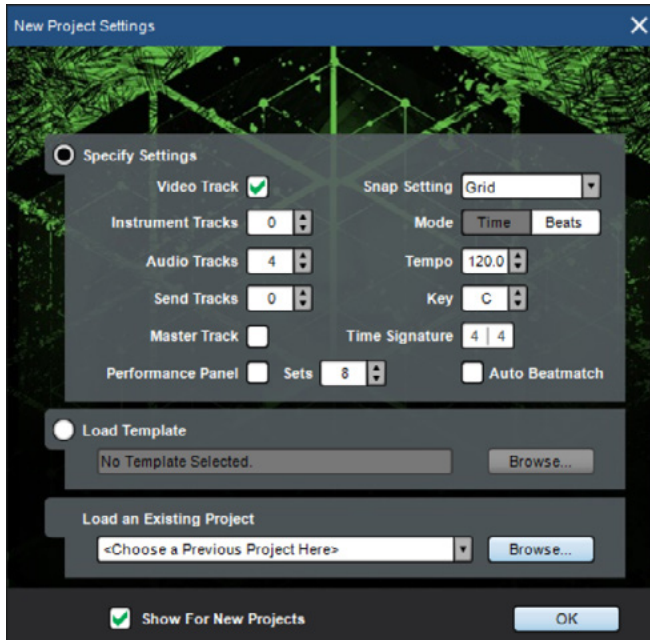 New Project Settings
Specify Settings
Video Track Snap Setting Grid
Instrument Tracks 0 Mode Time Beats
Audio Tracks 4 Tempo 120.0
Send Tracks 0 Key C
Master Track Time Signature 4 | 4
Performance Panel Sets 8 Auto Beatmatch
Load Template
No Template Selected. Browse...
Load an Existing Project
<Choose a Previous Project Here> Browse...
Show For New Projects OK